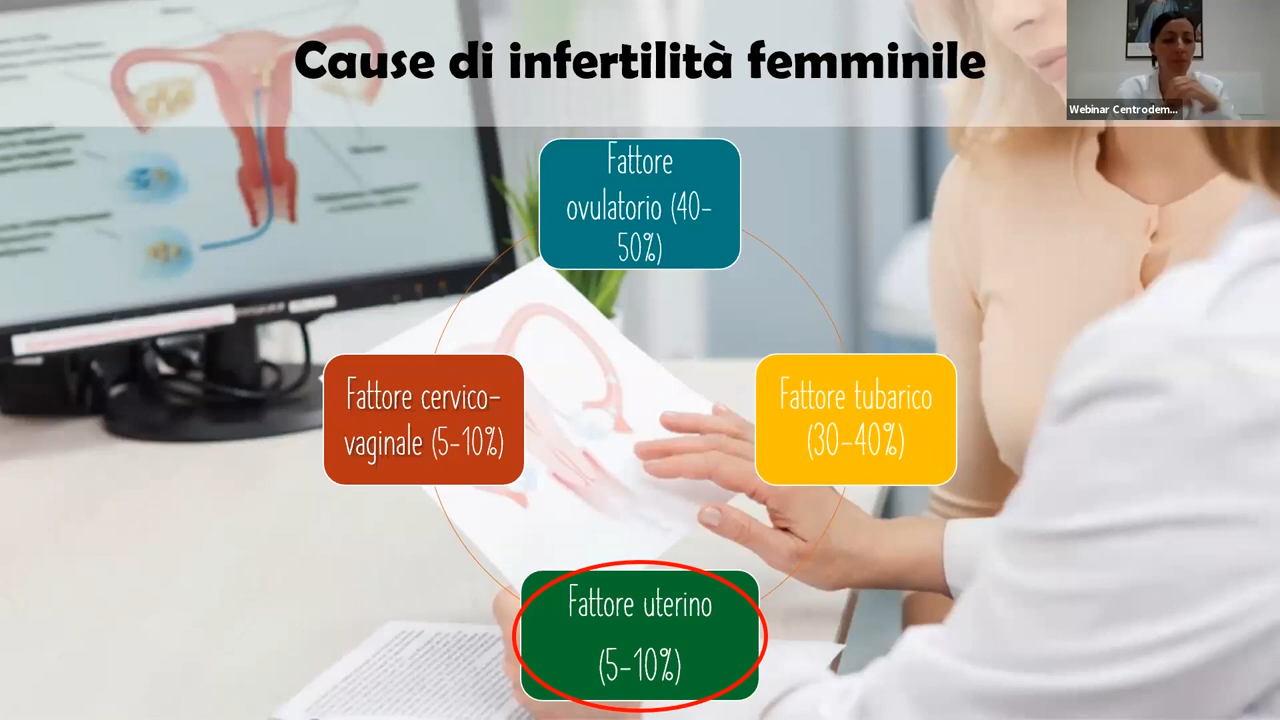 Cause di infertilità femminile
Webinar Centrodem...
Fattore
ovulatorio (40-
50%)
Fattore cervico-
vaginale (5-10%)
Fattore tubarico
(30-40%)
Fattore uterino
(5-10%)